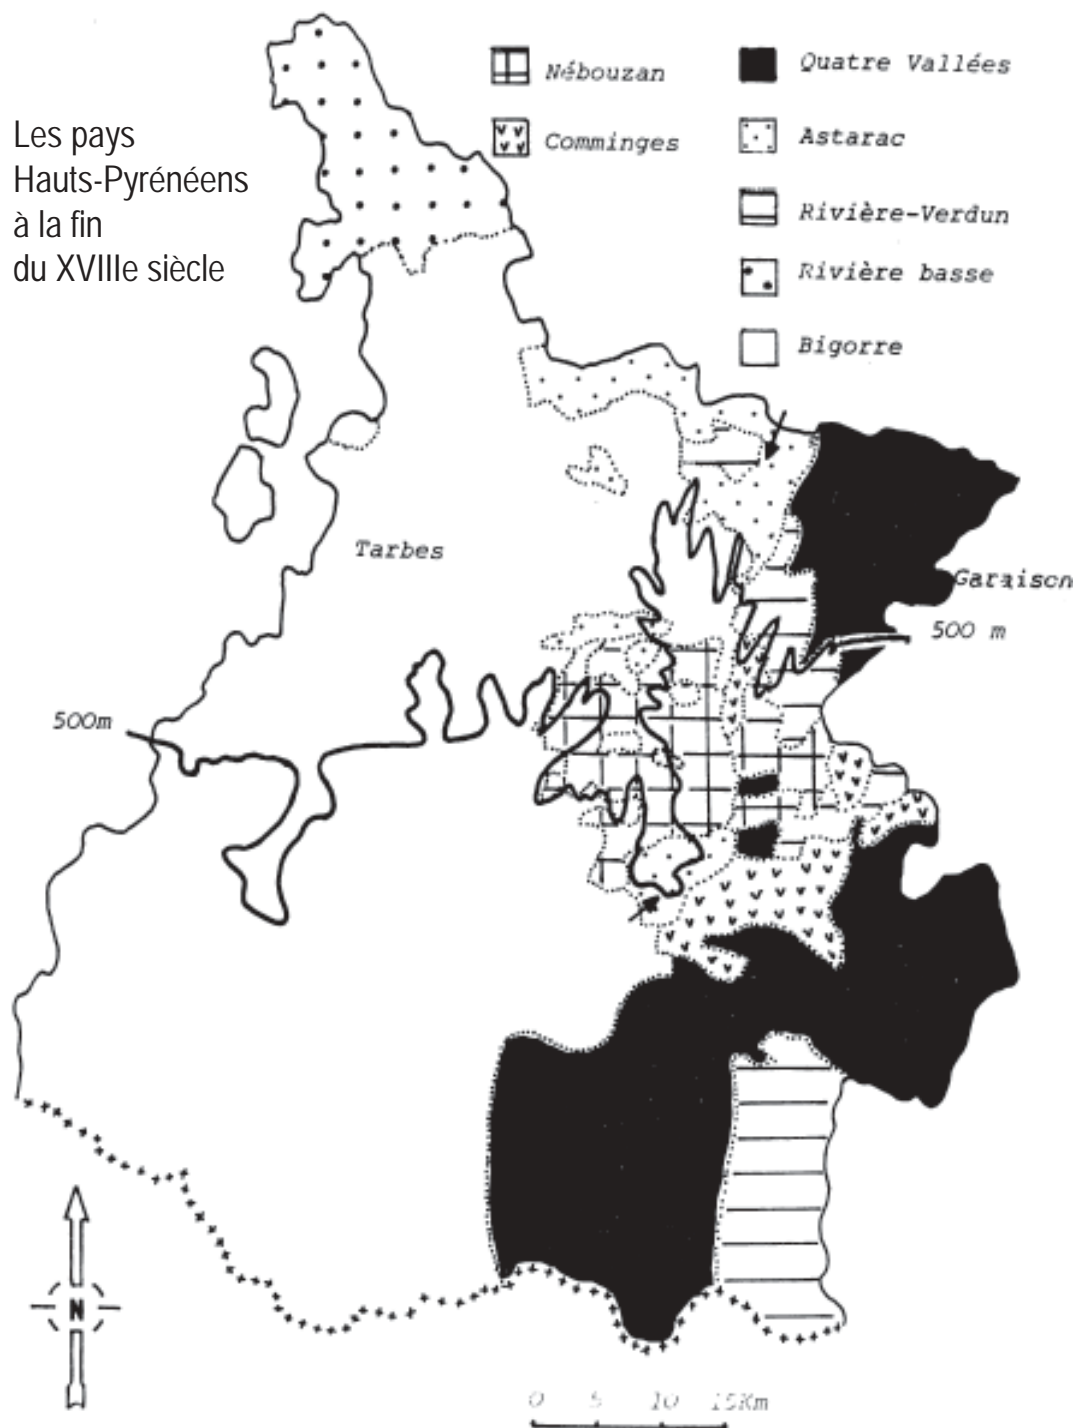 Les pays
Hauts-Pyrénéens
à la fin
du XVIIIe siècle
Nébouzan
Comminges
Quatre Vallées
Astarac
Rivière-Verdun
Rivière basse
Bigorre
Tarbes
Garaison
500 m
500m
N
0 5 10 15Km